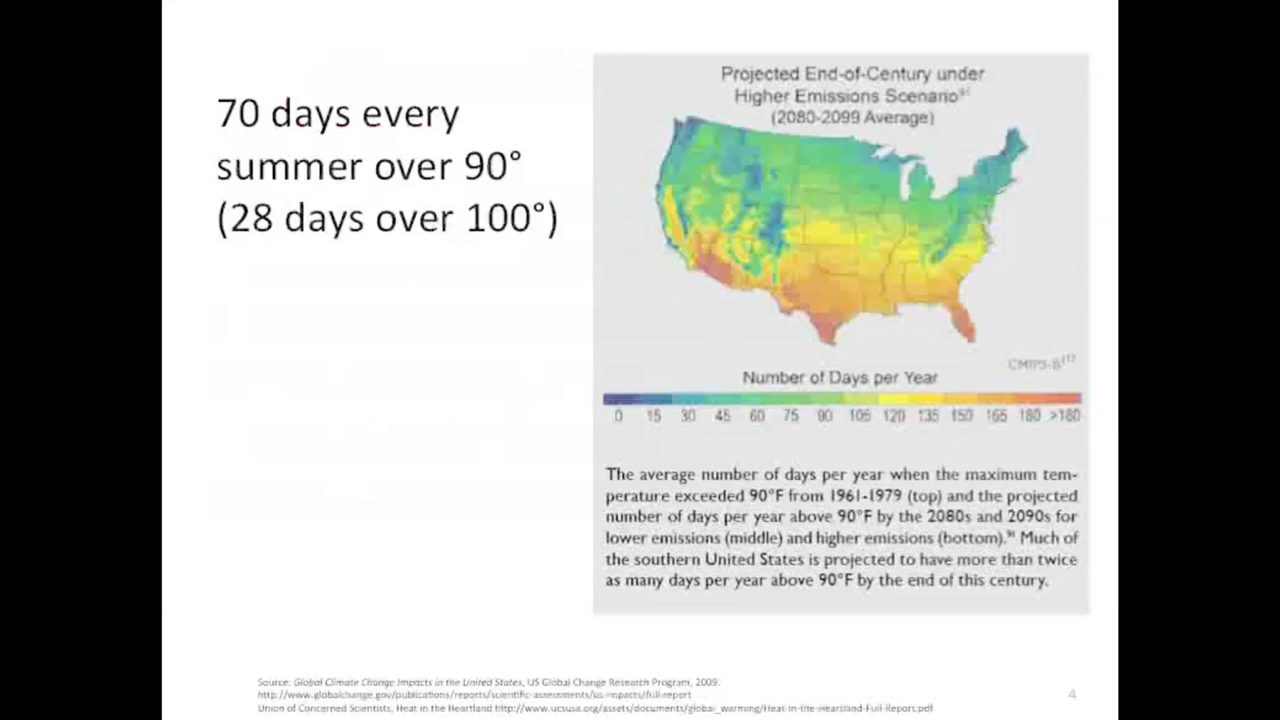 70 days every
summer over 90°
(28 days over 100°)
Projected End-of-Century under
Higher Emissions Scenario⁹¹
(2080-2099 Average)
CMIP3-B¹¹⁷
Number of Days per Year
0 15 30 45 60 75 90 105 120 135 150 165 180 >180
The average number of days per year when the maximum tem-
perature exceeded 90°F from 1961-1979 (top) and the projected
number of days per year above 90°F by the 2080s and 2090s for
lower emissions (middle) and higher emissions (bottom). Much of
the southern United States is projected to have more than twice
as many days per year above 90°F by the end of this century.
Source: Global Climate Change Impacts in the United States, US Global Change Research Program, 2009.
http://www.globalchange.gov/publications/reports/scientific-assessments/us-impacts/full-report
Union of Concerned Scientists, Heat in the Heartland http://www.ucsusa.org/assets/documents/global_warming/Heat-in-the-Heartland-Full-Report.pdf
4